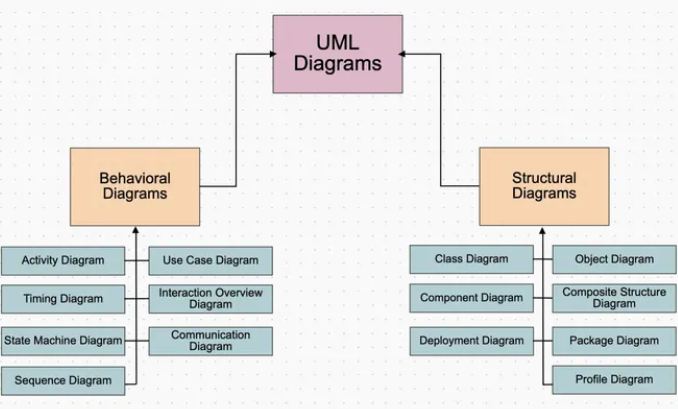 UML
Diagrams
Behavioral
Diagrams
Structural
Diagrams
Activity Diagram
Use Case Diagram
Timing Diagram
Interaction Overview
Diagram
State Machine Diagram
Communication
Diagram
Sequence Diagram
Class Diagram
Object Diagram
Component Diagram
Composite Structure
Diagram
Deployment Diagram
Package Diagram
Profile Diagram